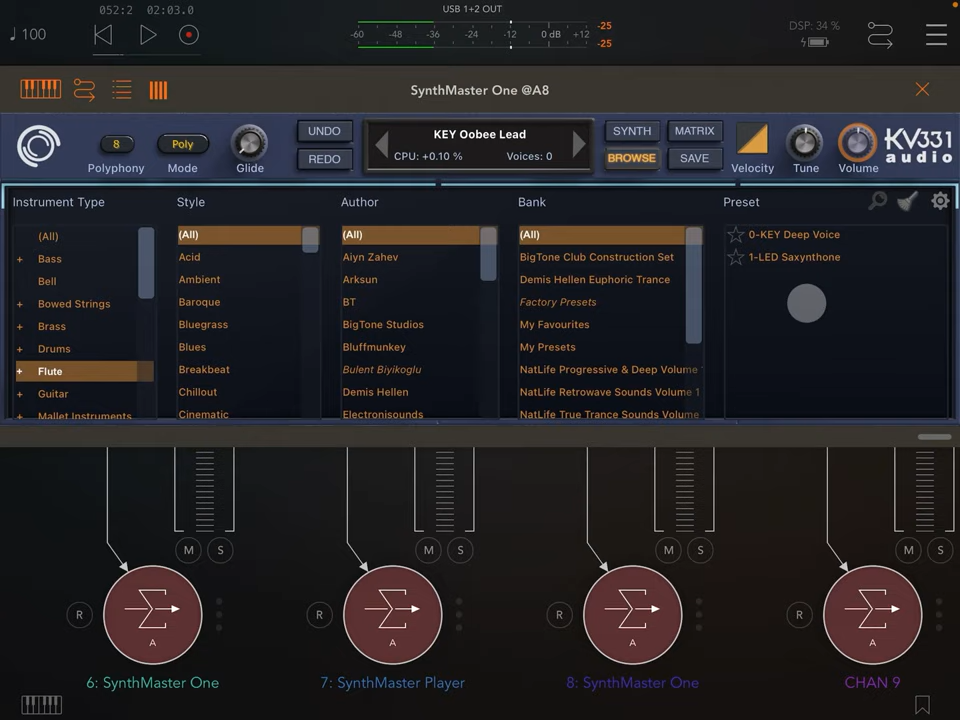 052:2 02:03.0
USB 1+2 OUT
♩ 100
-60 -48 -36 -24 -12 0 dB +12
-25
-25
DSP: 34 %
SynthMaster One @A8
8
Polyphony
Poly
Mode
Glide
UNDO
REDO
KEY Oobee Lead
CPU: +0.10 % Voices: 0
SYNTH
MATRIX
BROWSE
SAVE
Velocity
Tune
Volume
KV331
audio
Instrument Type Style Author Bank Preset
(All) (All) (All) (All) 0-KEY Deep Voice
+ Bass Acid Aiyn Zahev BigTone Club Construction Set 1-LED Saxynthone
Bell Ambient Arksun Demis Hellen Euphoric Trance
+ Bowed Strings Baroque BT Factory Presets
+ Brass Bluegrass BigTone Studios My Favourites
+ Drums Blues Bluffmunkey My Presets
+ Flute Breakbeat Bulent Biyikoglu NatLife Progressive & Deep Volume
+ Guitar Chillout Demis Hellen NatLife Retrowave Sounds Volume 1
+ Mallet Instruments Cinematic Electronisounds NatLife True Trance Sounds Volume
M S M S M S M S
R A R A R A R A
6: SynthMaster One 7: SynthMaster Player 8: SynthMaster One CHAN 9